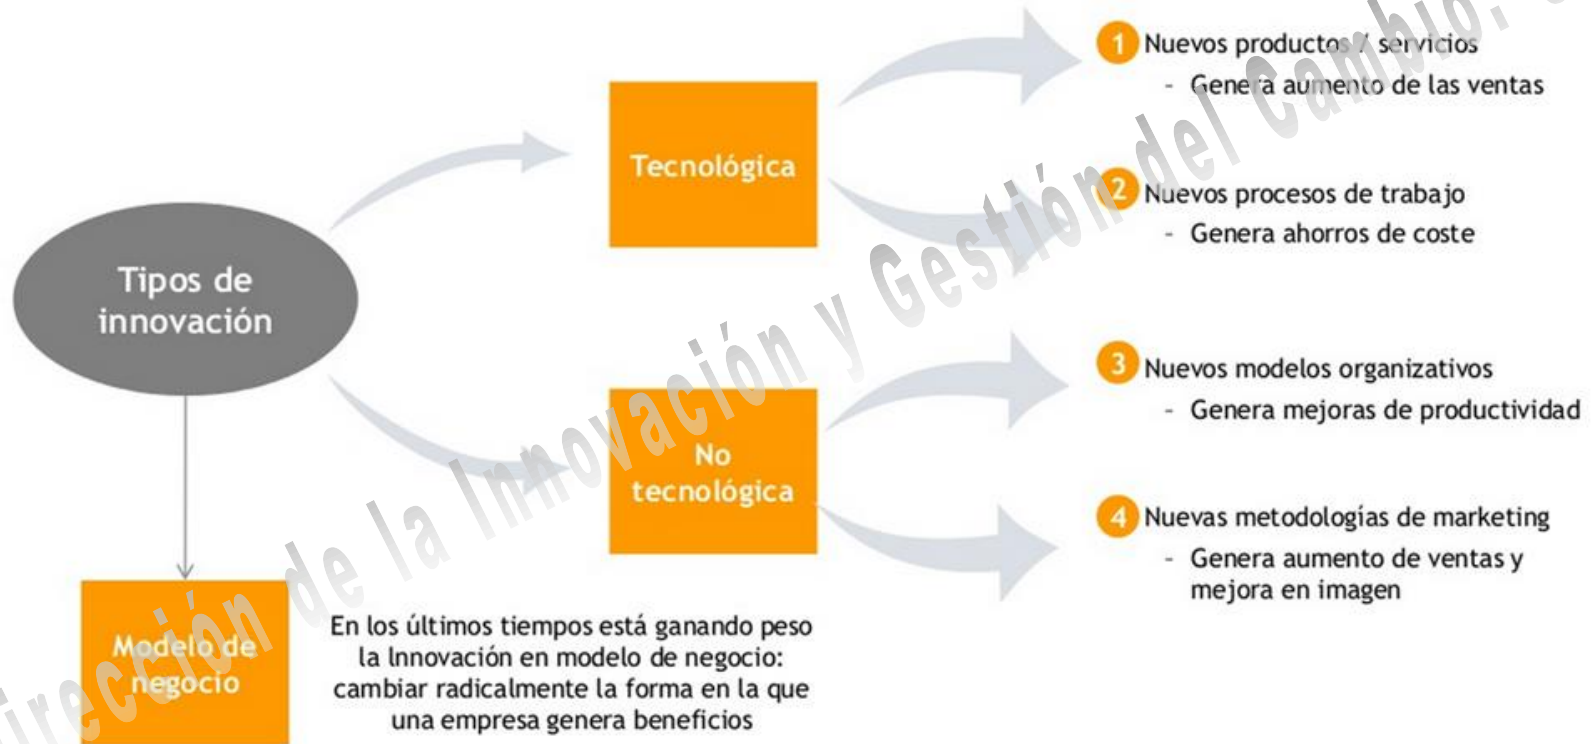 1 Nuevos productos / servicios
- Genera aumento de las ventas
Tecnológica
2 Nuevos procesos de trabajo
- Genera ahorros de coste
Tipos de
innovación
3 Nuevos modelos organizativos
- Genera mejoras de productividad
No
tecnológica
4 Nuevas metodologías de marketing
- Genera aumento de ventas y
mejora en imagen
Modelo de
negocio
En los últimos tiempos está ganando peso
la Innovación en modelo de negocio:
cambiar radicalmente la forma en la que
una empresa genera beneficios
irección de la Innovación y Gestión del Cambio.